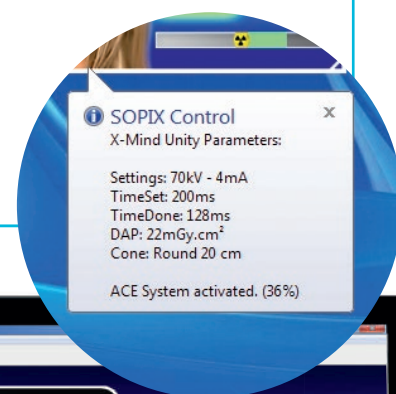 SOPIX Control
X-Mind Unity Parameters:
Settings: 70kV - 4mA
TimeSet: 200ms
TimeDone: 128ms
DAP: 22mGy.cm²
Cone: Round 20 cm
ACE System activated. (36%)